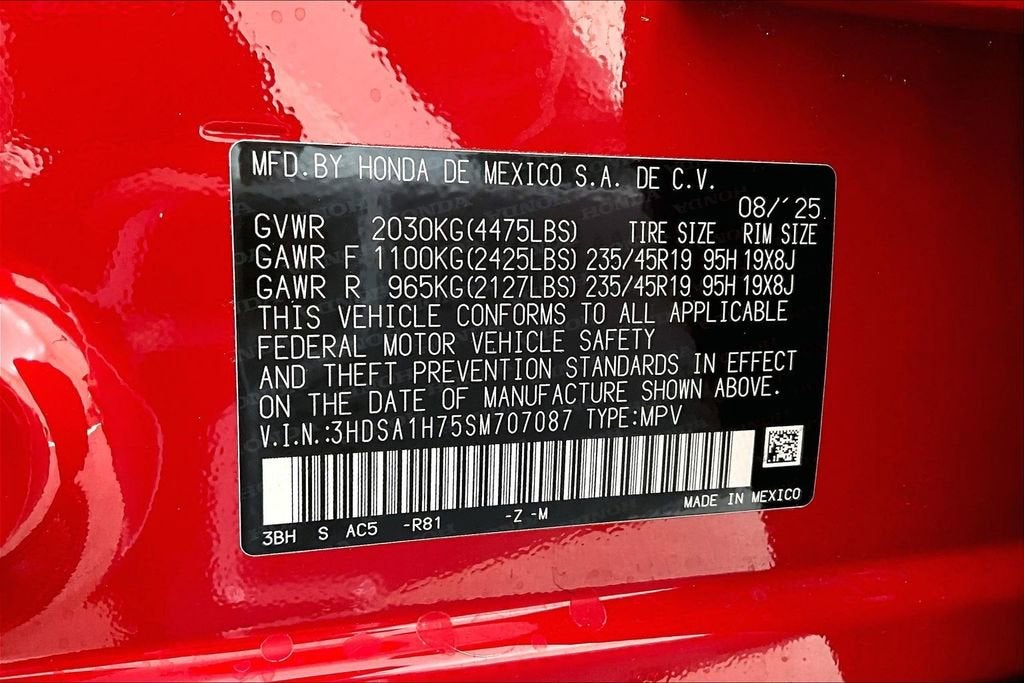 MFD.BY HONDA DE MEXICO S.A. DE C.V.
08/'25
GVWR 2030KG(4475LBS) TIRE SIZE RIM SIZE
GAWR F 1100KG(2425LBS) 235/45R19 95H 19X8J
GAWR R 965KG(2127LBS) 235/45R19 95H 19X8J
THIS VEHICLE CONFORMS TO ALL APPLICABLE
FEDERAL MOTOR VEHICLE SAFETY
AND THEFT PREVENTION STANDARDS IN EFFECT
ON THE DATE OF MANUFACTURE SHOWN ABOVE.
V.I.N.:3HDSA1H75SM707087 TYPE:MPV
MADE IN MEXICO
3BH S AC5 -R81 -Z -M